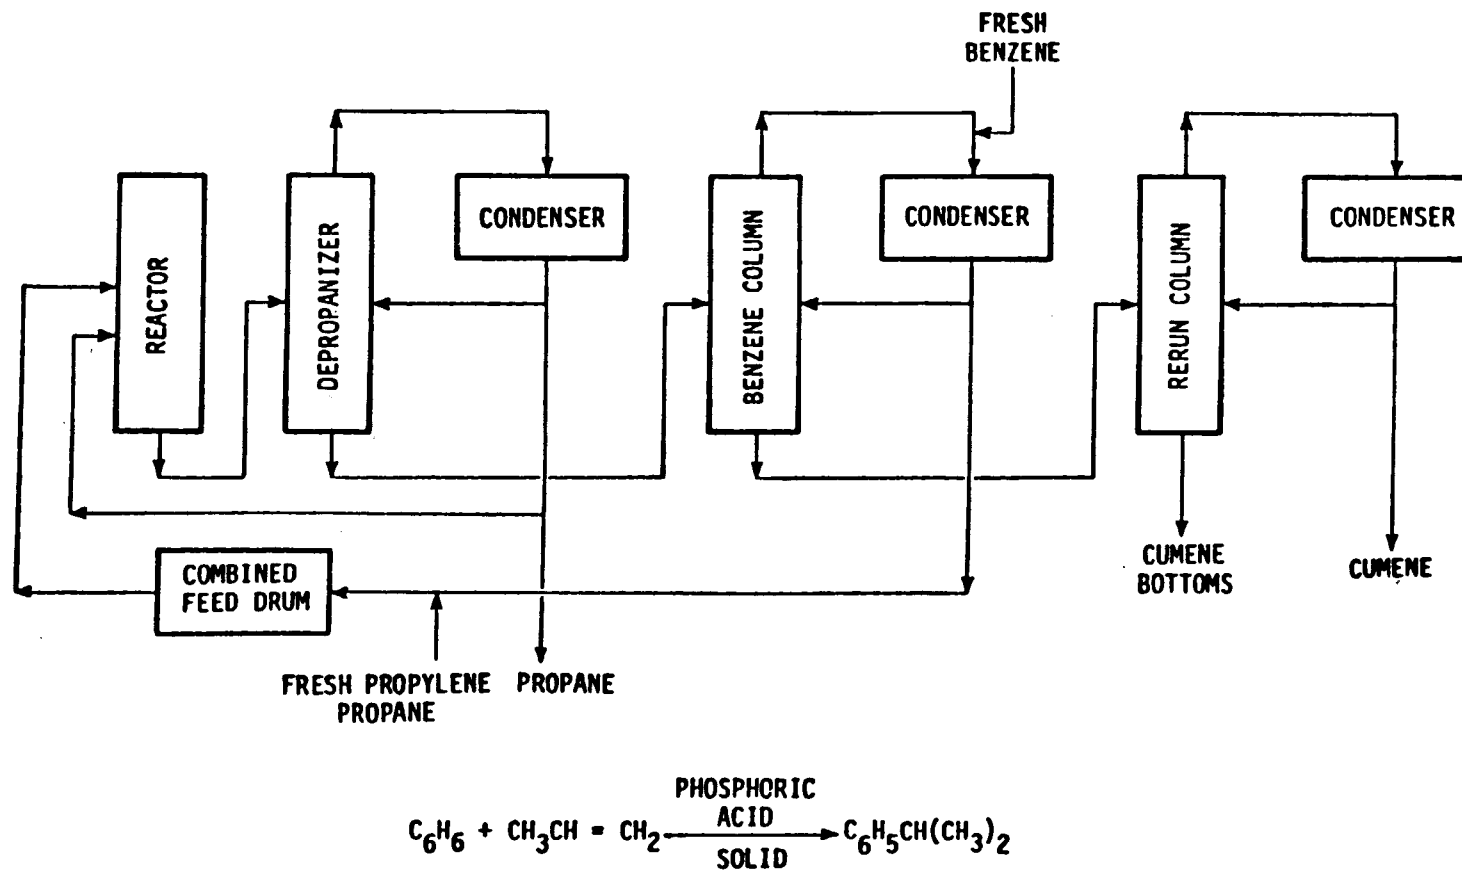 FRESH
BENZENE
REACTOR
DEPROPANIZER
CONDENSER
BENZENE COLUMN
CONDENSER
RERUN COLUMN
CONDENSER
COMBINED
FEED DRUM
CUMENE
BOTTOMS
CUMENE
FRESH PROPYLENE
PROPANE
PROPANE
PHOSPHORIC
ACID
C6H6 + CH3CH = CH2 → C6H5CH(CH3)2
SOLID